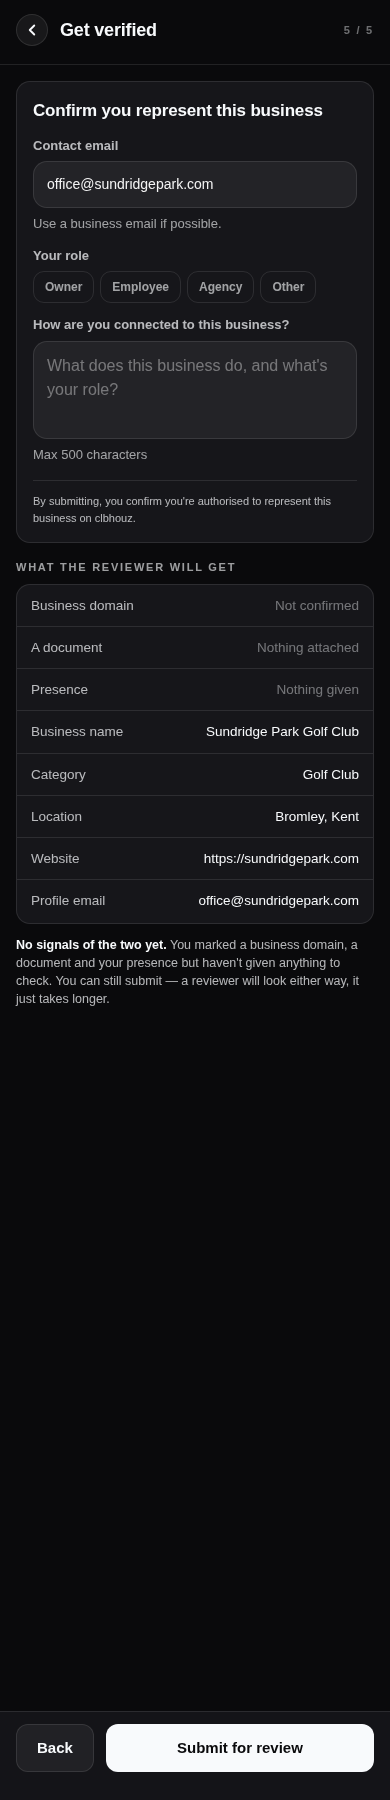 Get verified
5 / 5
Confirm you represent this business
Contact email
office@sundridgepark.com
Use a business email if possible.
Your role
Owner Employee Agency Other
How are you connected to this business?
What does this business do, and what's
your role?
Max 500 characters
By submitting, you confirm you're authorised to represent this
business on clbhouz.
WHAT THE REVIEWER WILL GET
Business domain Not confirmed
A document Nothing attached
Presence Nothing given
Business name Sundridge Park Golf Club
Category Golf Club
Location Bromley, Kent
Website https://sundridgepark.com
Profile email office@sundridgepark.com
No signals of the two yet. You marked a business domain, a
document and your presence but haven't given anything to
check. You can still submit — a reviewer will look either way, it
just takes longer.
Back Submit for review